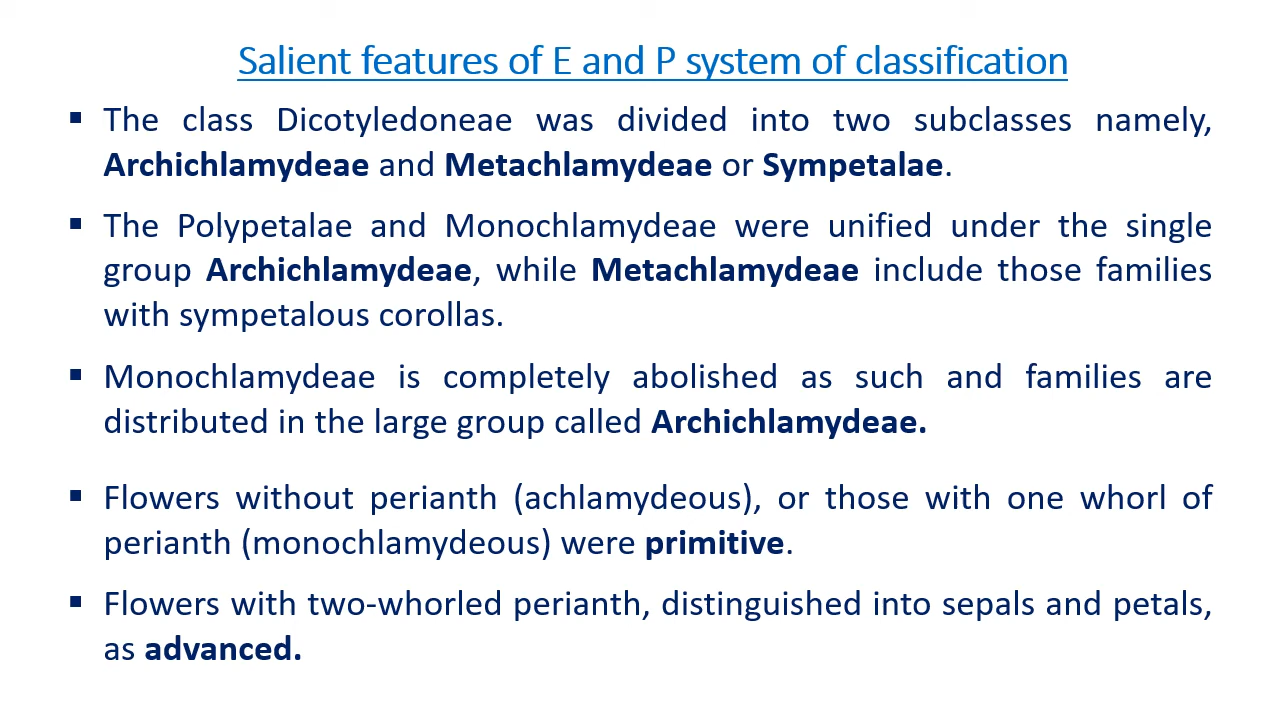 Salient features of E and P system of classification
▪ The class Dicotyledoneae was divided into two subclasses namely,
Archichlamydeae and Metachlamydeae or Sympetalae.
▪ The Polypetalae and Monochlamydeae were unified under the single
group Archichlamydeae, while Metachlamydeae include those families
with sympetalous corollas.
▪ Monochlamydeae is completely abolished as such and families are
distributed in the large group called Archichlamydeae.
▪ Flowers without perianth (achlamydeous), or those with one whorl of
perianth (monochlamydeous) were primitive.
▪ Flowers with two-whorled perianth, distinguished into sepals and petals,
as advanced.